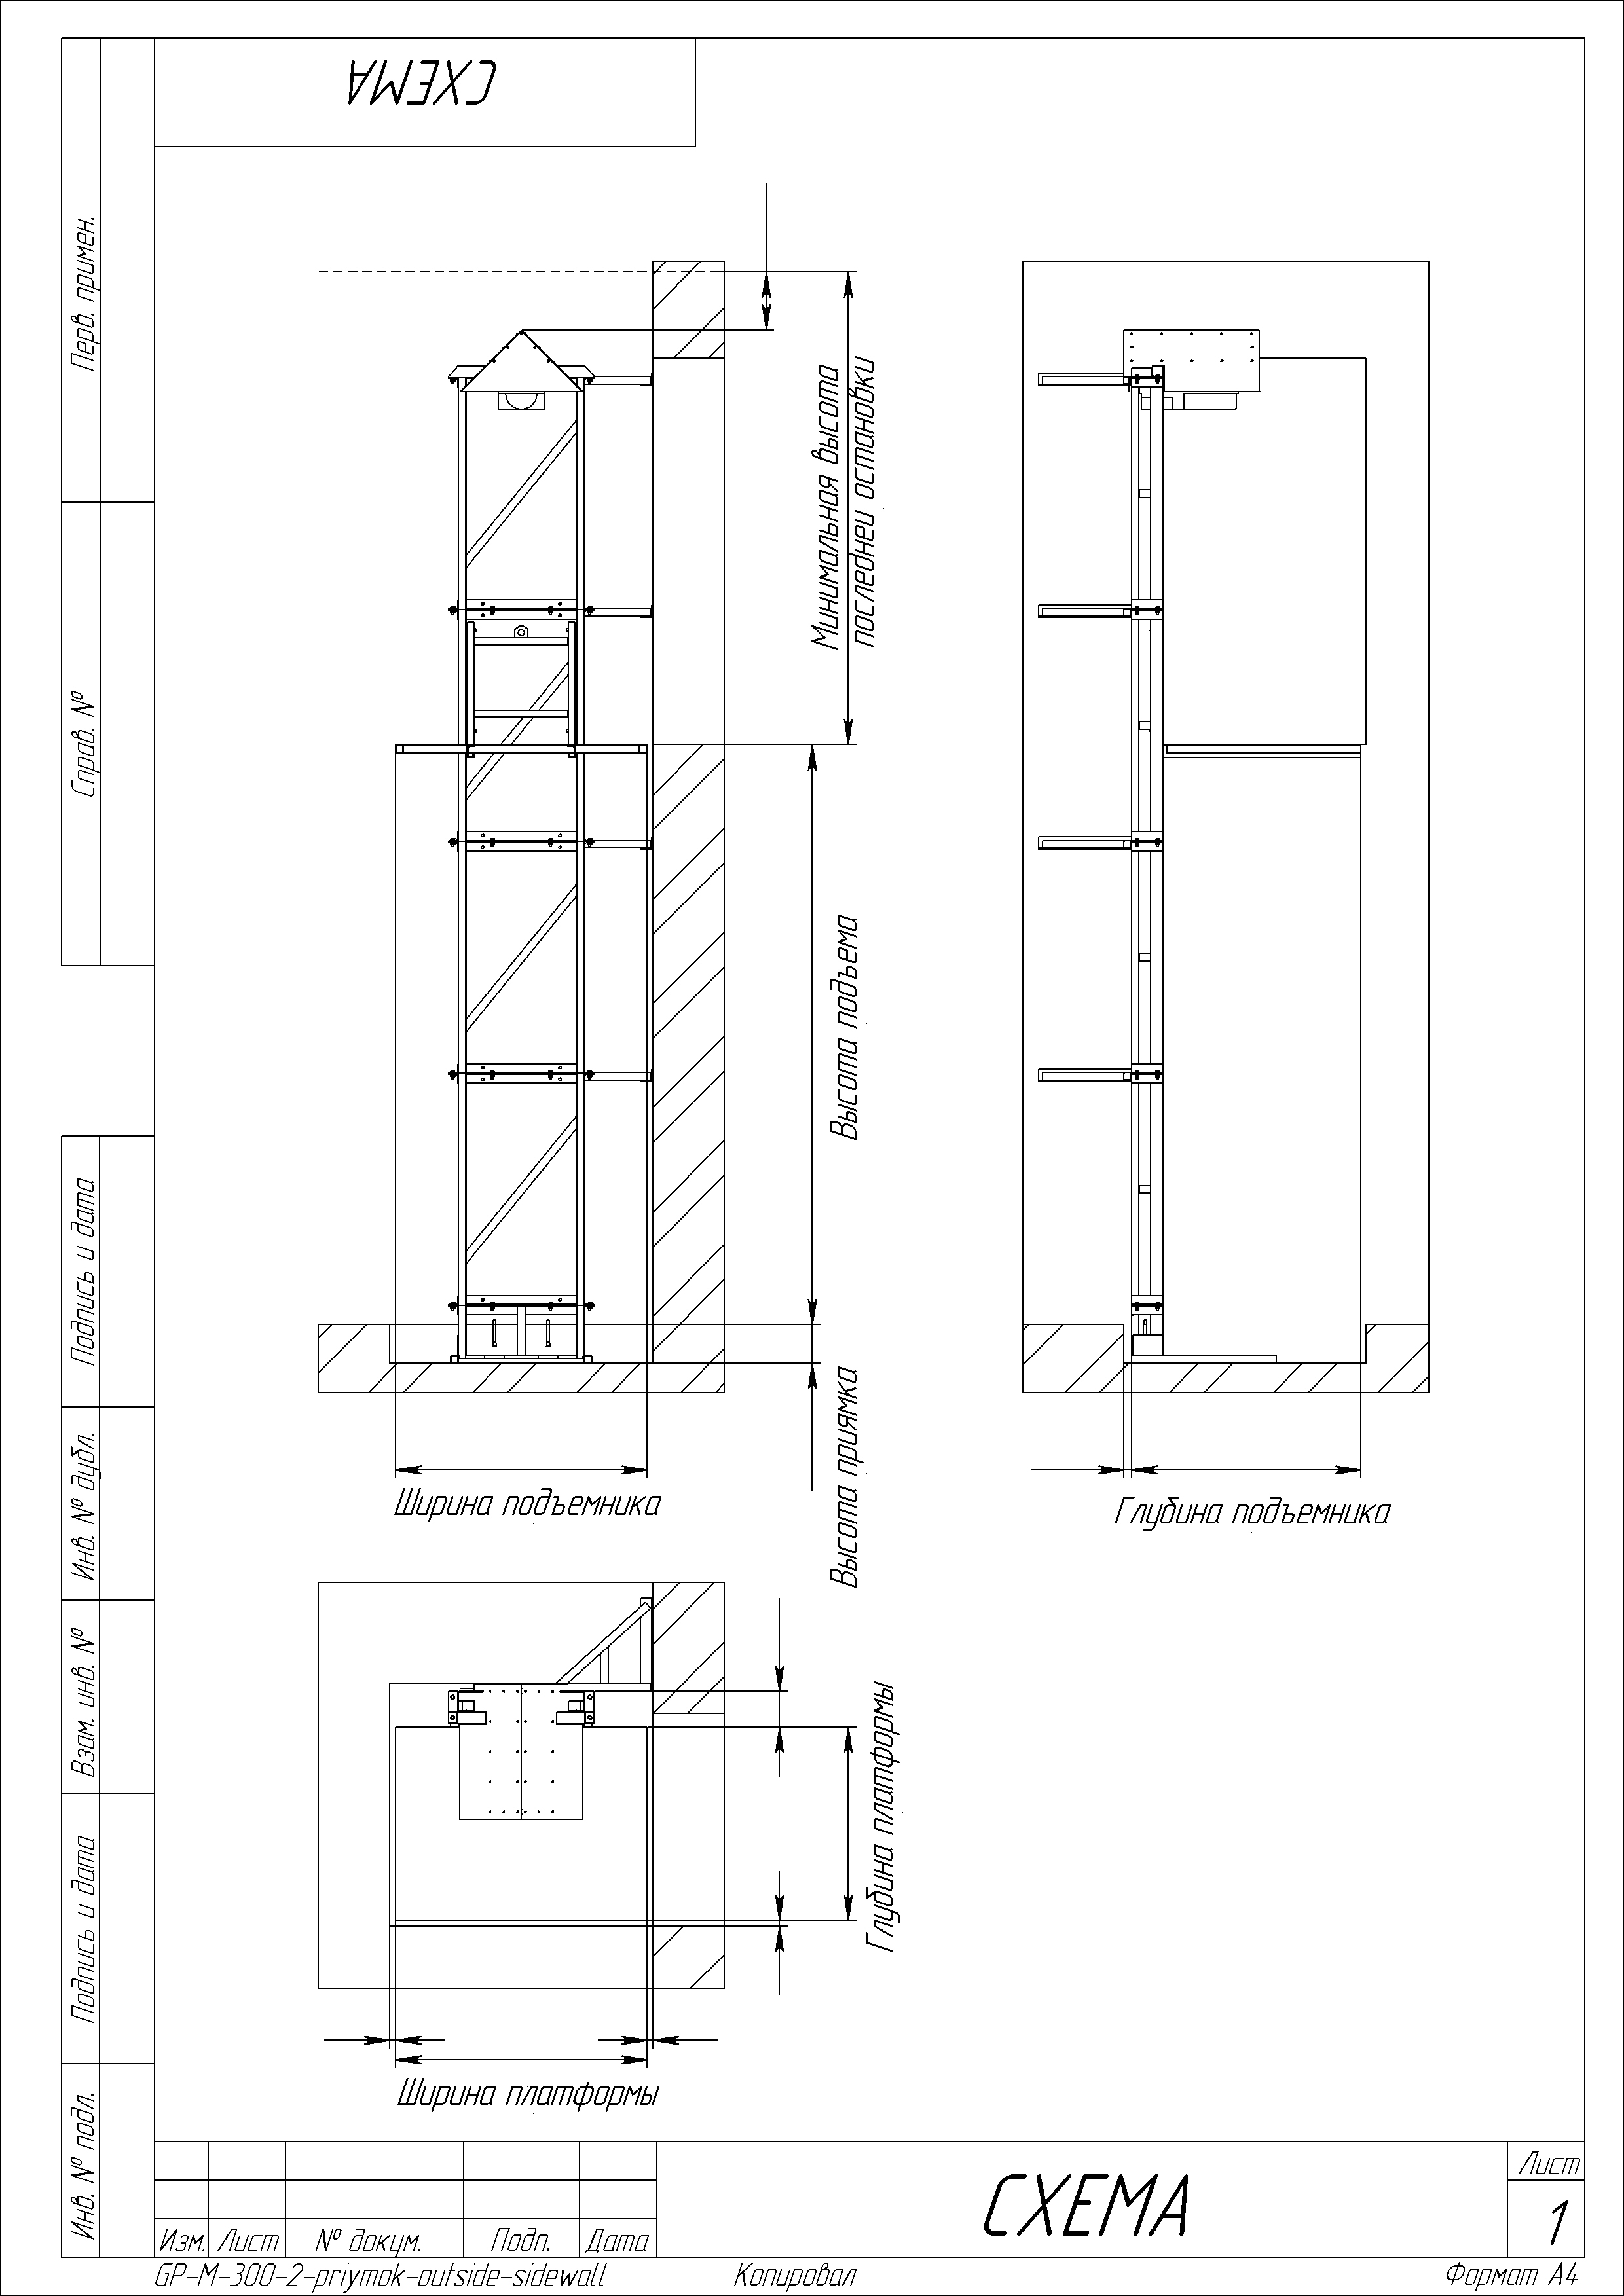 СХЕМА
Перв. примен.
Справ. №
Подпись и дата
Инв. № дубл.
Взам. инв. №
Подпись и дата
Инв. № подл.
Минимальная высота
последней остановки
Высота подъема
Высота приямка
Ширина подъемника
Глубина подъемника
Глубина платформы
Ширина платформы
СХЕМА
Лист
1
Изм. Лист № докум. Подп. Дата
GP-M-300-2-priymok-outside-sidewall Копировал Формат А4